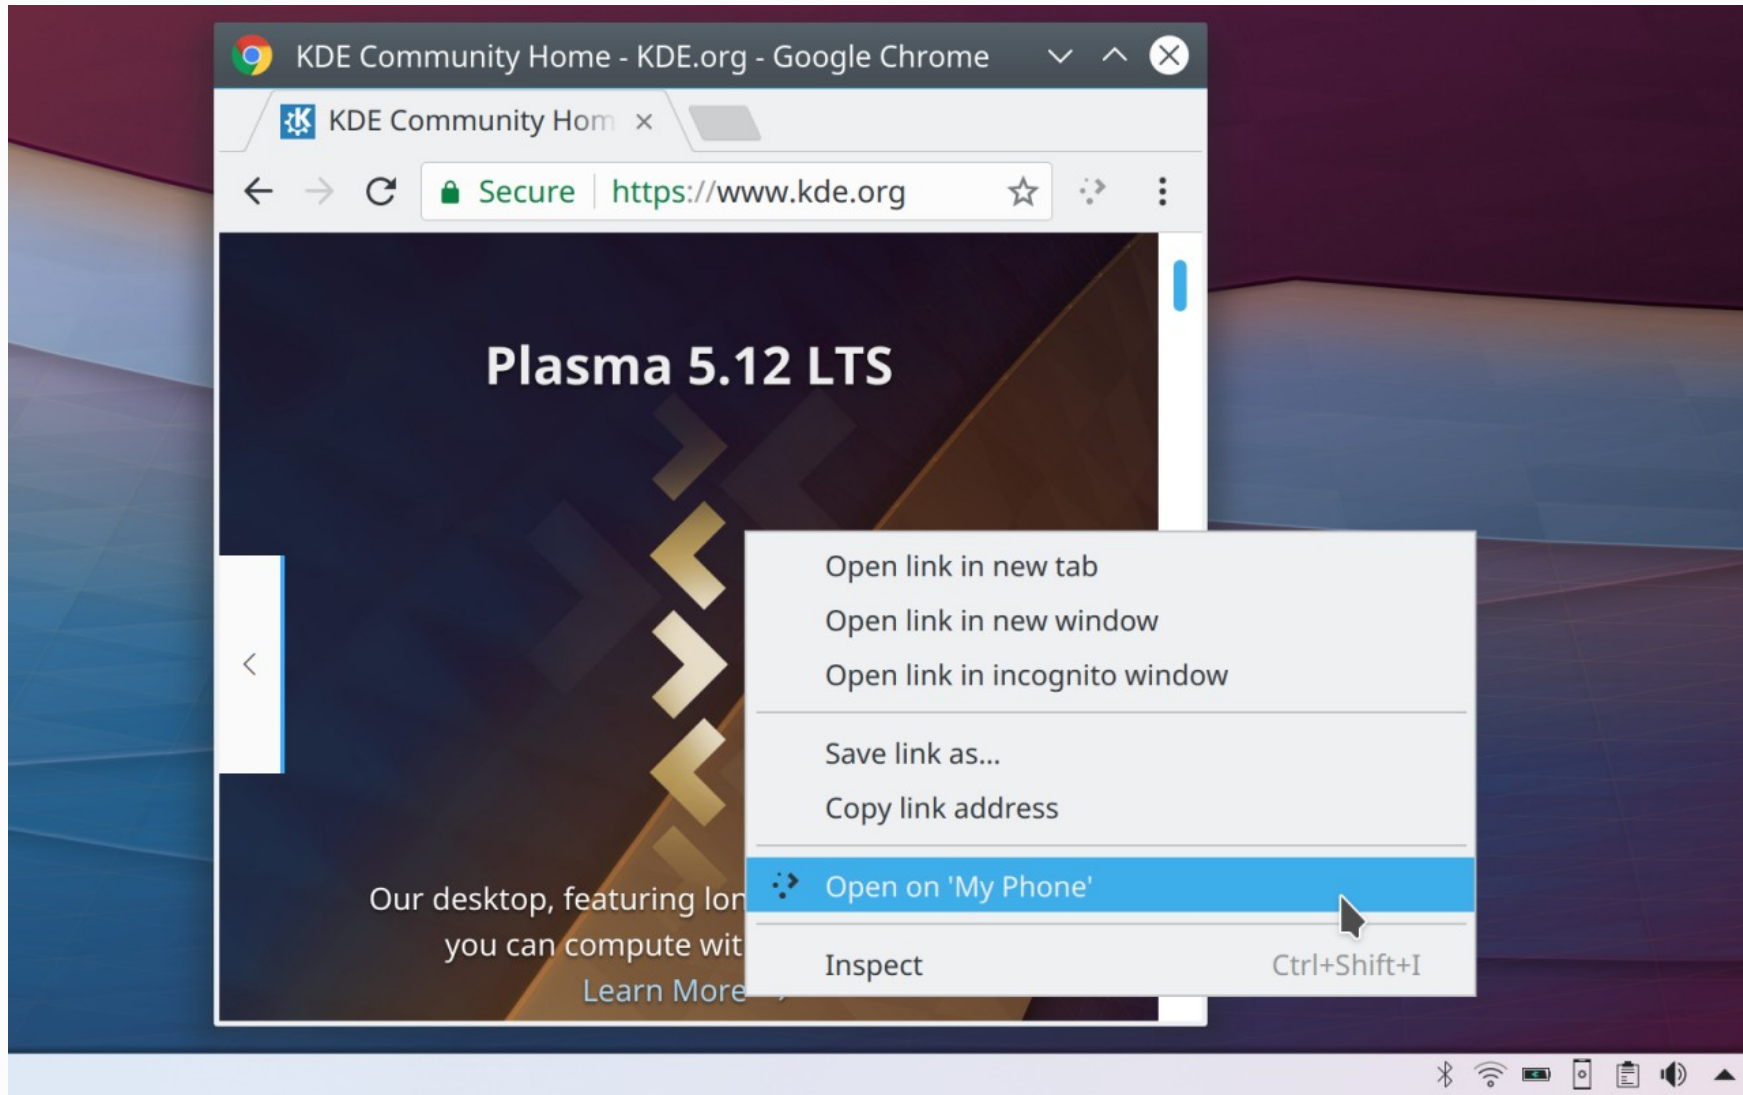 KDE Community Home - KDE.org - Google Chrome
KDE Community Hom
Secure https://www.kde.org
Plasma 5.12 LTS
Our desktop, featuring lon
you can compute wit
Learn More
Open link in new tab
Open link in new window
Open link in incognito window
Save link as...
Copy link address
Open on 'My Phone'
Inspect Ctrl+Shift+I